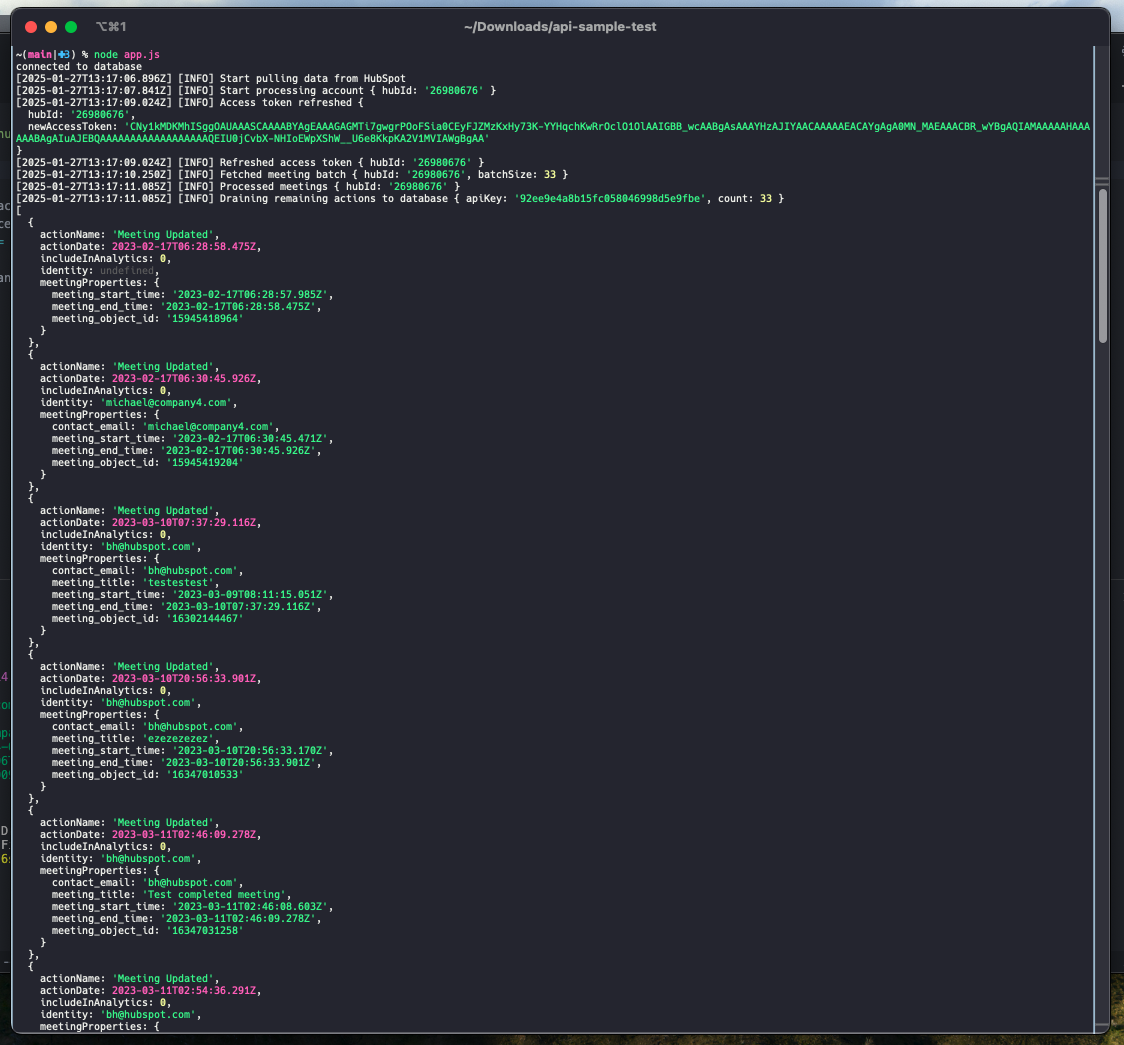 ⌥⌘1
~/Downloads/api-sample-test
~(main|✚3) % node app.js
connected to database
[2025-01-27T13:17:06.896Z] [INFO] Start pulling data from HubSpot
[2025-01-27T13:17:07.841Z] [INFO] Start processing account { hubId: '26980676' }
[2025-01-27T13:17:09.024Z] [INFO] Access token refreshed {
  hubId: '26980676',
  newAccessToken: 'CNy1kMDKMhISggOAUAAASCAAAABYAgEAAAGAGMTi7gwgrPOoFSia0CEyFJZMzKxHy73K-YYHqchKwRrOclO1OlAAIGBB_wcAABgAsAAAYHzAJIYAACAAAAAEACAYgAgA0MN_MAEAAACBR_wYBgAQIAMAAAAAHAAA
AAABAgAIuAJEBQAAAAAAAAAAAAAAAAAAQEIU0jCvbX-NHIoEWpXShW__U6e8KkpKA2V1MVIAWgBgAA'
}
[2025-01-27T13:17:09.024Z] [INFO] Refreshed access token { hubId: '26980676' }
[2025-01-27T13:17:10.250Z] [INFO] Fetched meeting batch { hubId: '26980676', batchSize: 33 }
[2025-01-27T13:17:11.085Z] [INFO] Processed meetings { hubId: '26980676' }
[2025-01-27T13:17:11.085Z] [INFO] Draining remaining actions to database { apiKey: '92ee9e4a8b15fc058046998d5e9fbe', count: 33 }
[
  {
    actionName: 'Meeting Updated',
    actionDate: 2023-02-17T06:28:58.475Z,
    includeInAnalytics: 0,
    identity: undefined,
    meetingProperties: {
      meeting_start_time: '2023-02-17T06:28:57.985Z',
      meeting_end_time: '2023-02-17T06:28:58.475Z',
      meeting_object_id: '15945418964'
    }
  },
  {
    actionName: 'Meeting Updated',
    actionDate: 2023-02-17T06:30:45.926Z,
    includeInAnalytics: 0,
    identity: 'michael@company4.com',
    meetingProperties: {
      contact_email: 'michael@company4.com',
      meeting_start_time: '2023-02-17T06:30:45.471Z',
      meeting_end_time: '2023-02-17T06:30:45.926Z',
      meeting_object_id: '15945419204'
    }
  },
  {
    actionName: 'Meeting Updated',
    actionDate: 2023-03-10T07:37:29.116Z,
    includeInAnalytics: 0,
    identity: 'bh@hubspot.com',
    meetingProperties: {
      contact_email: 'bh@hubspot.com',
      meeting_title: 'testestest',
      meeting_start_time: '2023-03-09T08:11:15.051Z',
      meeting_end_time: '2023-03-10T07:37:29.116Z',
      meeting_object_id: '16302144467'
    }
  },
  {
    actionName: 'Meeting Updated',
    actionDate: 2023-03-10T20:56:33.901Z,
    includeInAnalytics: 0,
    identity: 'bh@hubspot.com',
    meetingProperties: {
      contact_email: 'bh@hubspot.com',
      meeting_title: 'ezezezezez',
      meeting_start_time: '2023-03-10T20:56:33.170Z',
      meeting_end_time: '2023-03-10T20:56:33.901Z',
      meeting_object_id: '16347010533'
    }
  },
  {
    actionName: 'Meeting Updated',
    actionDate: 2023-03-11T02:46:09.278Z,
    includeInAnalytics: 0,
    identity: 'bh@hubspot.com',
    meetingProperties: {
      contact_email: 'bh@hubspot.com',
      meeting_title: 'Test completed meeting',
      meeting_start_time: '2023-03-11T02:46:08.603Z',
      meeting_end_time: '2023-03-11T02:46:09.278Z',
      meeting_object_id: '16347031258'
    }
  },
  {
    actionName: 'Meeting Updated',
    actionDate: 2023-03-11T02:54:36.291Z,
    includeInAnalytics: 0,
    identity: 'bh@hubspot.com',
    meetingProperties: {